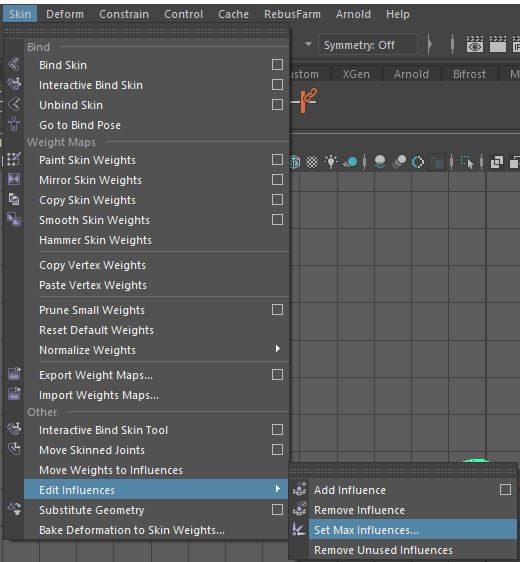 Skin Deform Constrain Control Cache RebusFarm Arnold Help
Symmetry: Off
XGen Arnold Bifrost
Bind
Bind Skin
Interactive Bind Skin
Unbind Skin
Go to Bind Pose
Weight Maps
Paint Skin Weights
Mirror Skin Weights
Copy Skin Weights
Smooth Skin Weights
Hammer Skin Weights
Copy Vertex Weights
Paste Vertex Weights
Prune Small Weights
Reset Default Weights
Normalize Weights
Export Weight Maps...
Import Weights Maps...
Other
Interactive Bind Skin Tool
Move Skinned Joints
Move Weights to Influences
Edit Influences
Substitute Geometry
Bake Deformation to Skin Weights...
Add Influence
Remove Influence
Set Max Influences...
Remove Unused Influences